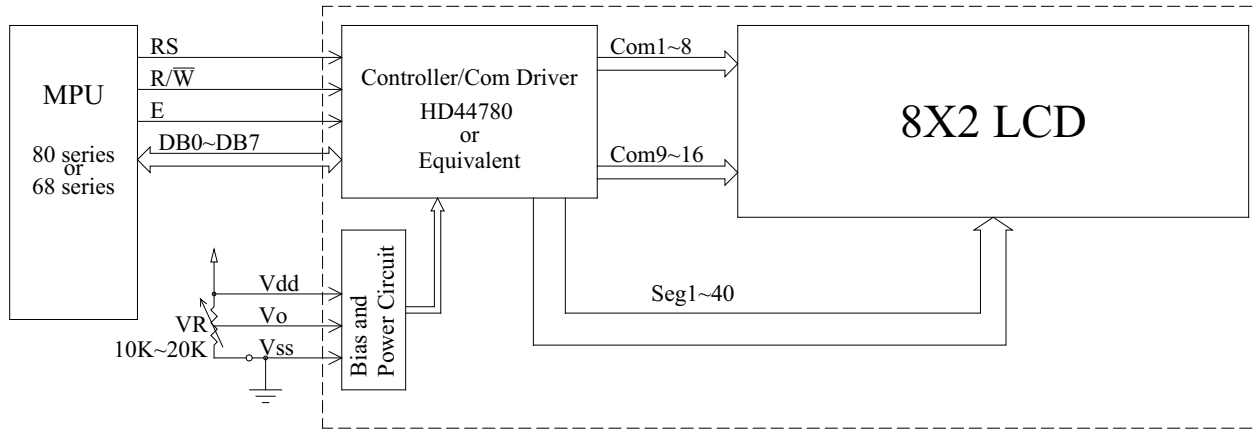 MPU
80 series
or
68 series
RS
R/W̅
E
DB0~DB7
Controller/Com Driver
HD44780
or
Equivalent
Com1~8
Com9~16
8X2 LCD
Seg1~40
Vdd
Vo
Vss
VR
10K~20K
Bias and
Power Circuit